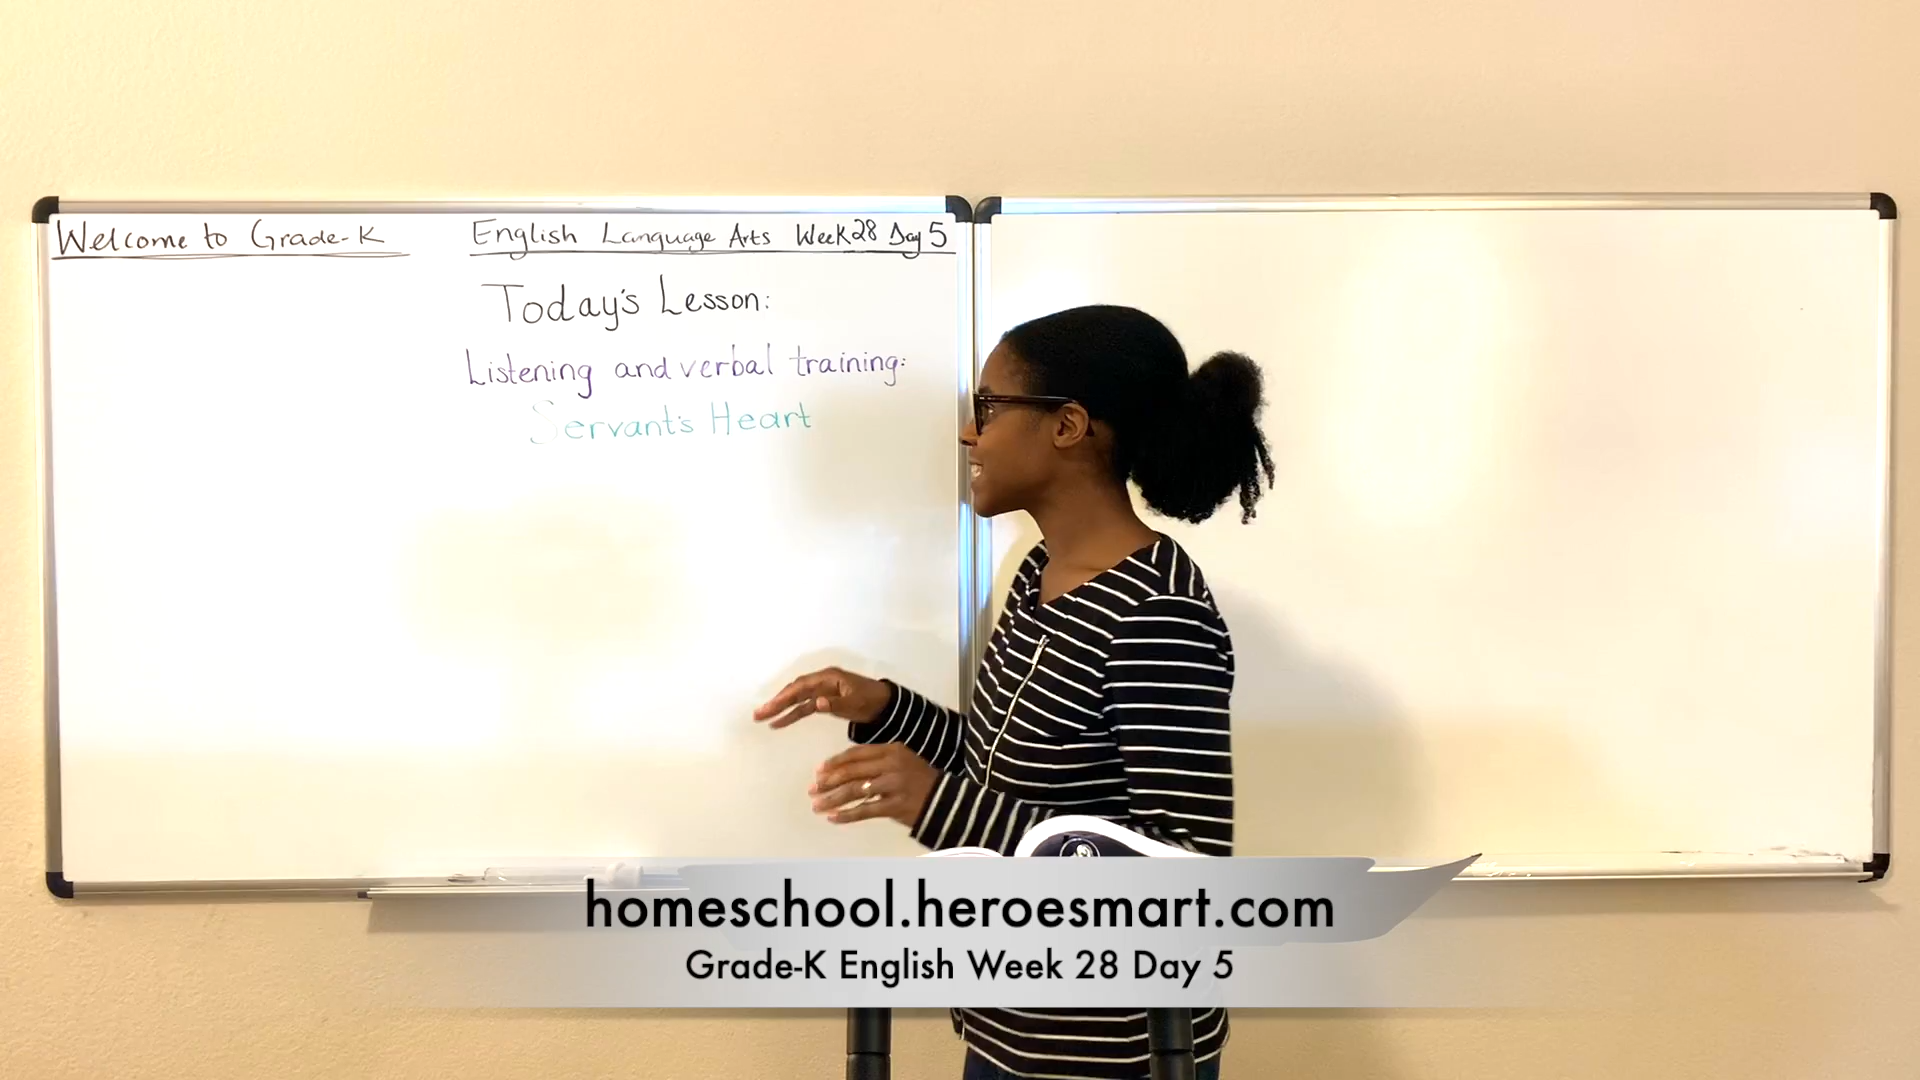 Welcome to Grade-K
English Language Arts Week 28 Day 5
Today's Lesson:
Listening and verbal training:
Servant's Heart
homeschool.heroesmart.com
Grade-K English Week 28 Day 5